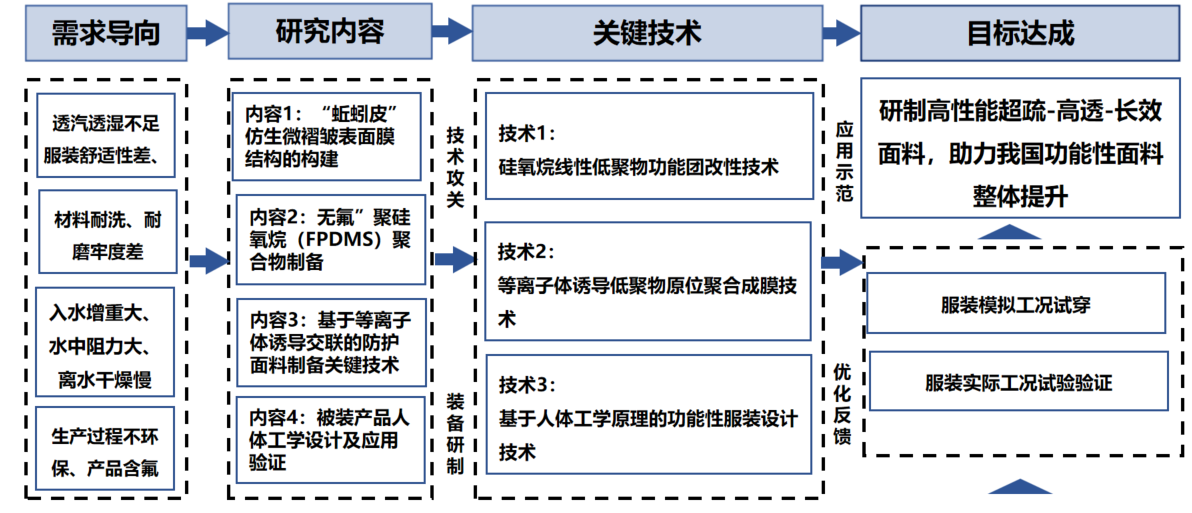 需求导向
研究内容
关键技术
目标达成
透汽透湿不足
服装舒适性差、
材料耐洗、耐
磨牢度差
入水增重大、
水中阻力大、
离水干燥慢
生产过程不环
保、产品含氟
内容1：“蚯蚓皮”
仿生微褶皱表面膜
结构的构建
内容2：无氟”聚硅
氧烷（FPDMS）聚
合物制备
内容3：基于等离子
体诱导交联的防护
面料制备关键技术
内容4：被装产品人
体工学设计及应用
验证
技术攻关
装备研制
技术1：
硅氧烷线性低聚物功能团改性技术
技术2：
等离子体诱导低聚物原位聚合成膜技
术
技术3：
基于人体工学原理的功能性服装设计
技术
应用示范
优化反馈
研制高性能超疏-高透-长效
面料，助力我国功能性面料
整体提升
服装模拟工况试穿
服装实际工况试验验证